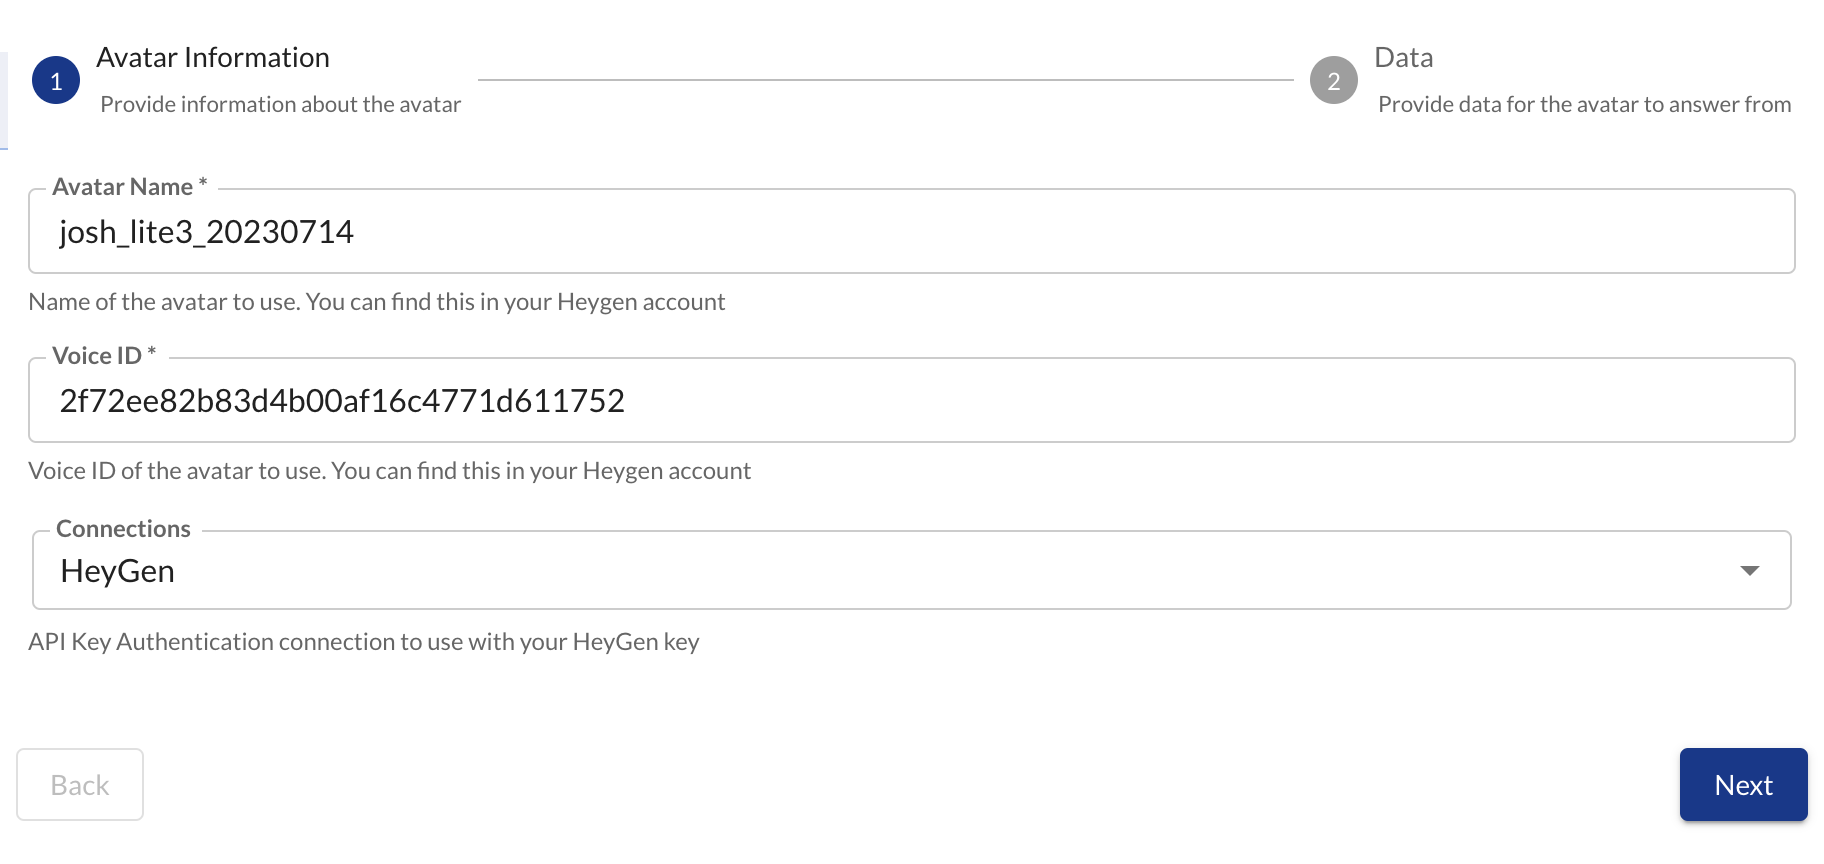 1
Avatar Information
Provide information about the avatar
2
Data
Provide data for the avatar to answer from
Avatar Name *
josh_lite3_20230714
Name of the avatar to use. You can find this in your Heygen account
Voice ID *
2f72ee82b83d4b00af16c4771d611752
Voice ID of the avatar to use. You can find this in your Heygen account
Connections
HeyGen
API Key Authentication connection to use with your HeyGen key
Back
Next